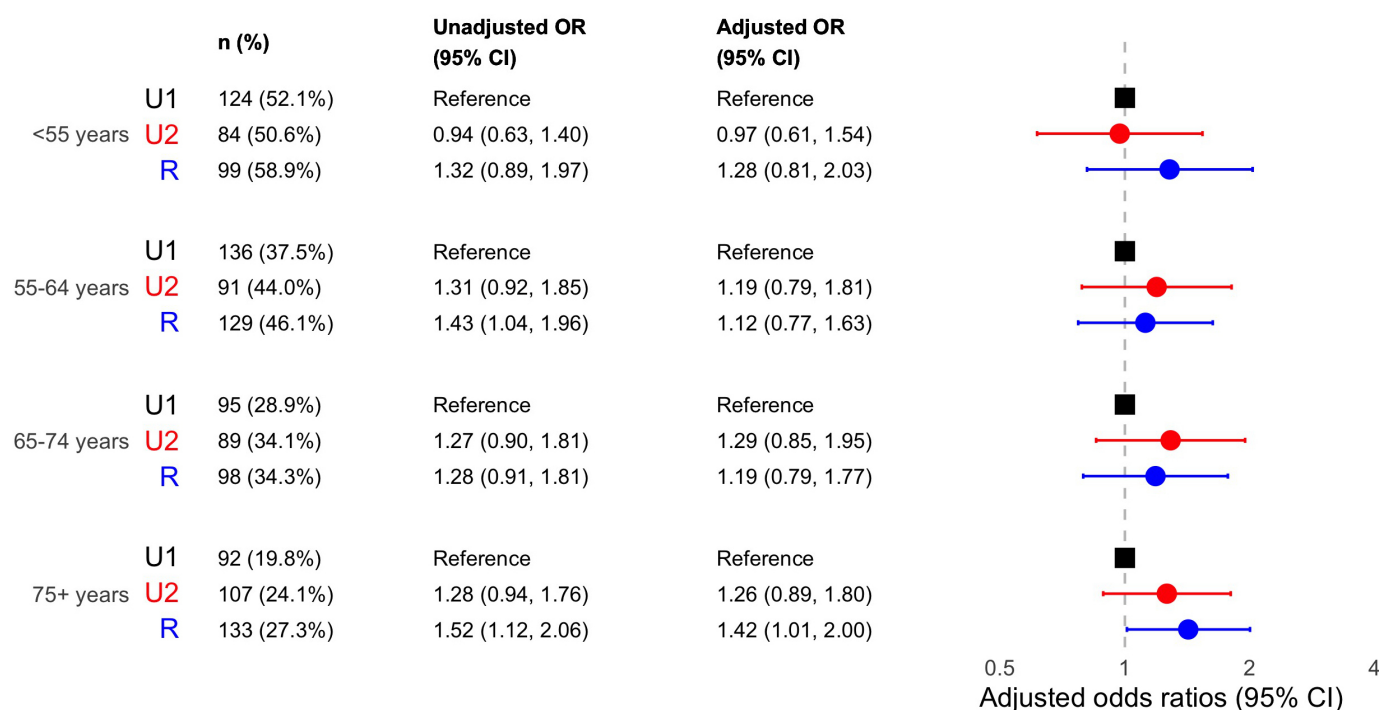 n (%) Unadjusted OR (95% CI) Adjusted OR (95% CI)
U1 124 (52.1%) Reference Reference
<55 years U2 84 (50.6%) 0.94 (0.63, 1.40) 0.97 (0.61, 1.54)
R 99 (58.9%) 1.32 (0.89, 1.97) 1.28 (0.81, 2.03)
U1 136 (37.5%) Reference Reference
55-64 years U2 91 (44.0%) 1.31 (0.92, 1.85) 1.19 (0.79, 1.81)
R 129 (46.1%) 1.43 (1.04, 1.96) 1.12 (0.77, 1.63)
U1 95 (28.9%) Reference Reference
65-74 years U2 89 (34.1%) 1.27 (0.90, 1.81) 1.29 (0.85, 1.95)
R 98 (34.3%) 1.28 (0.91, 1.81) 1.19 (0.79, 1.77)
U1 92 (19.8%) Reference Reference
75+ years U2 107 (24.1%) 1.28 (0.94, 1.76) 1.26 (0.89, 1.80)
R 133 (27.3%) 1.52 (1.12, 2.06) 1.42 (1.01, 2.00)
0.5 1 2 4
Adjusted odds ratios (95% CI)